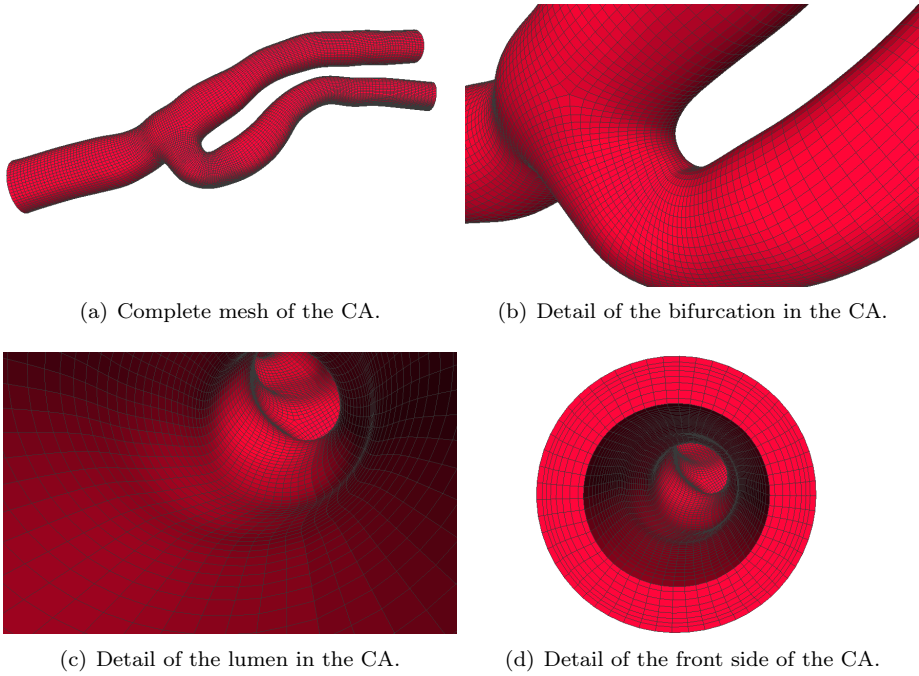 (a) Complete mesh of the CA.
(b) Detail of the bifurcation in the CA.
(c) Detail of the lumen in the CA.
(d) Detail of the front side of the CA.